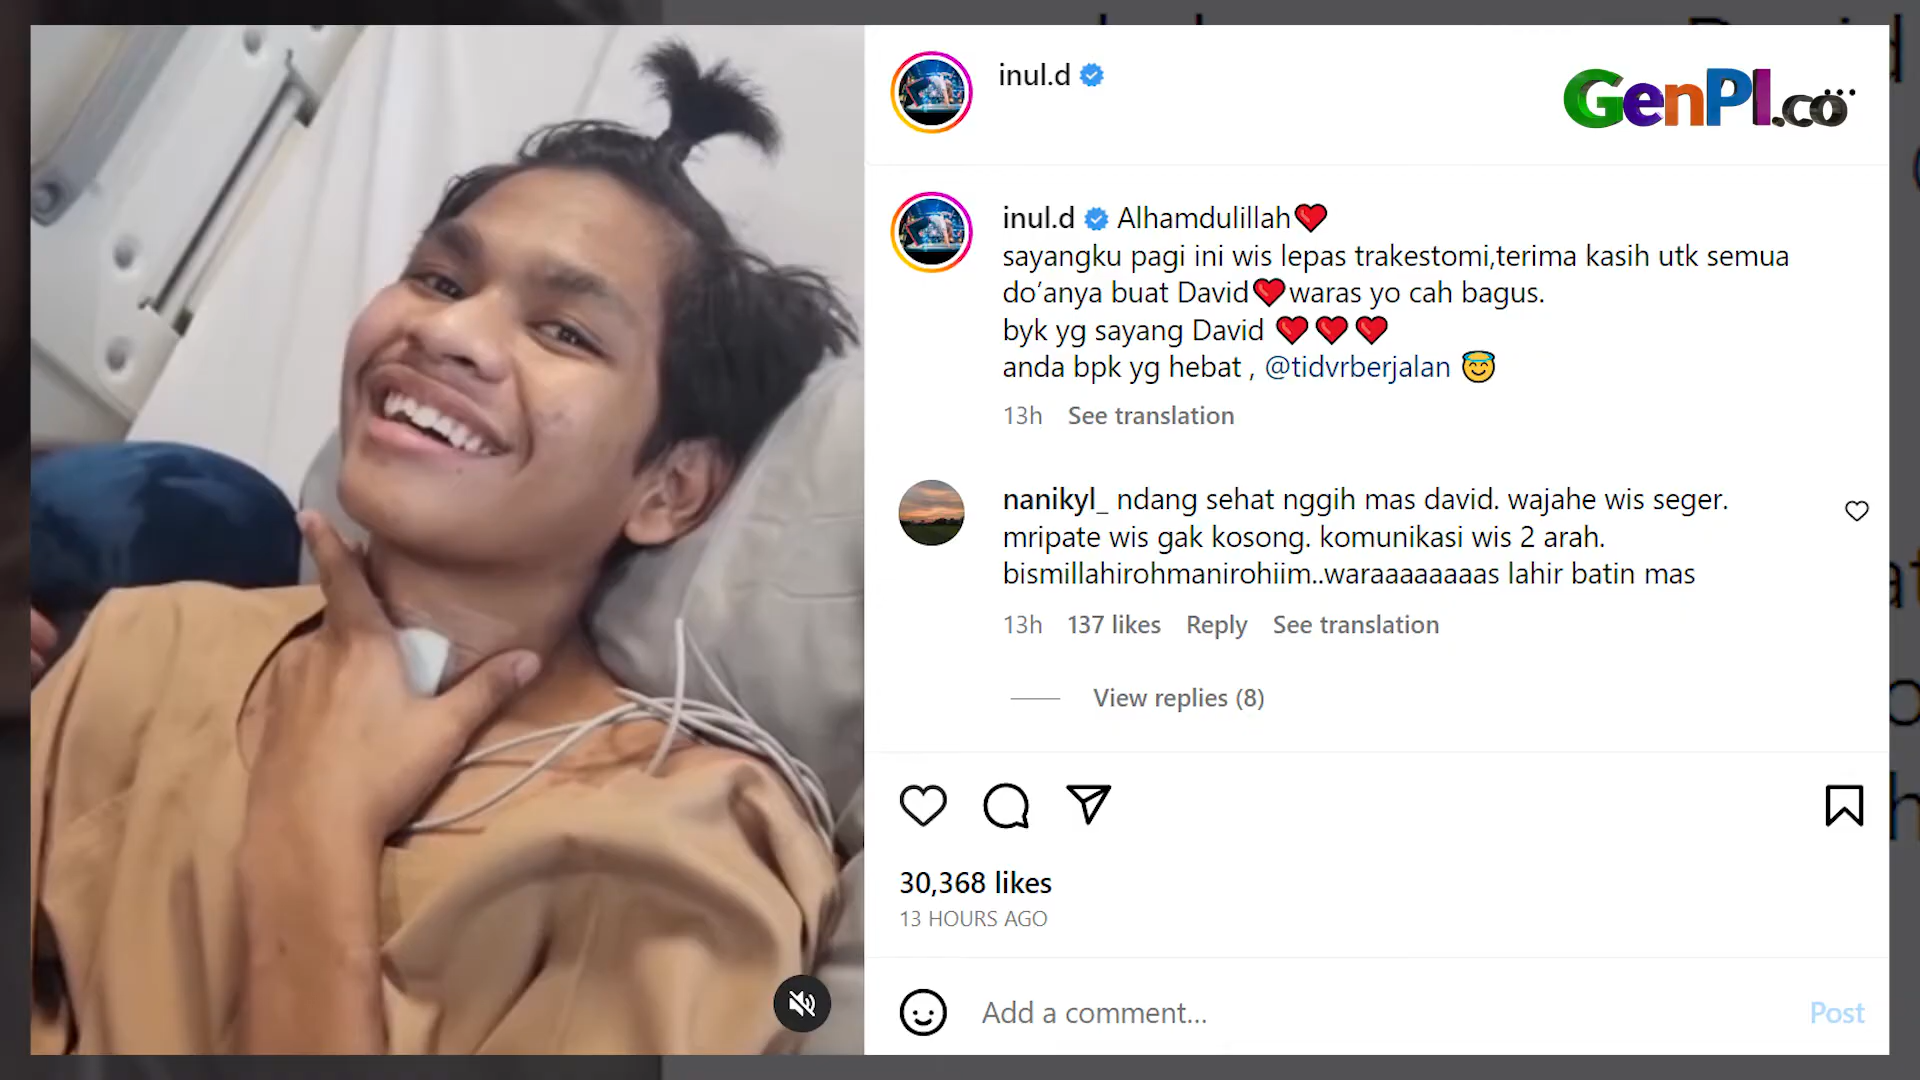 inul.d
GenPI.co
inul.d Alhamdulillah❤️
sayangku pagi ini wis lepas trakestomi,terima kasih utk semua
do’anya buat David❤️waras yo cah bagus.
byk yg sayang David ❤️❤️❤️
anda bpk yg hebat , @tidvrberjalan 😇
13h See translation
nanikyl_ ndang sehat nggih mas david. wajahe wis seger.
mripate wis gak kosong. komunikasi wis 2 arah.
bismillahirohmanirohiim..waraaaaaaaas lahir batin mas
13h 137 likes Reply See translation
View replies (8)
30,368 likes
13 HOURS AGO
Add a comment...
Post